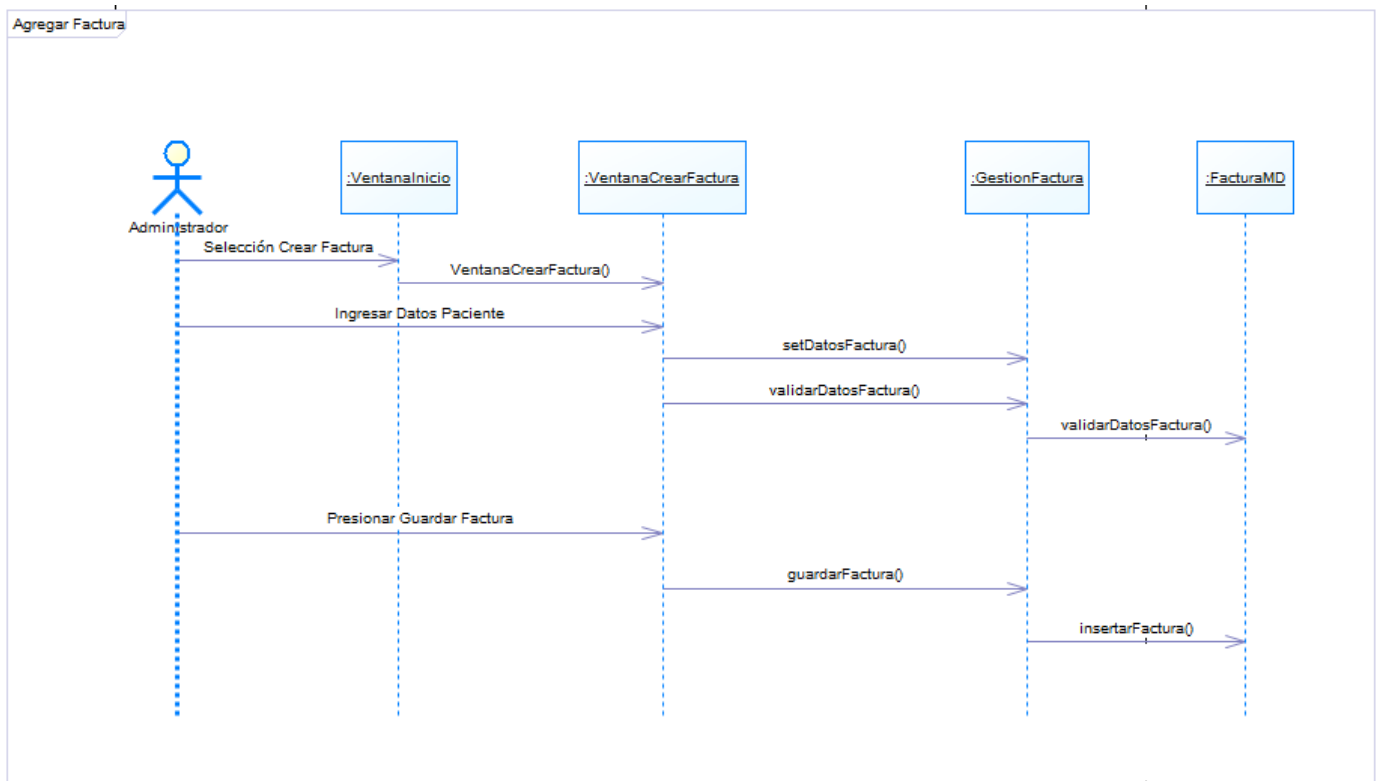 Agregar Factura
:VentanaInicio
:VentanaCrearFactura
:GestionFactura
:FacturaMD
Administrador
Selección Crear Factura
VentanaCrearFactura()
Ingresar Datos Paciente
setDatosFactura()
validarDatosFactura()
validarDatosFactura()
Presionar Guardar Factura
guardarFactura()
insertarFactura()